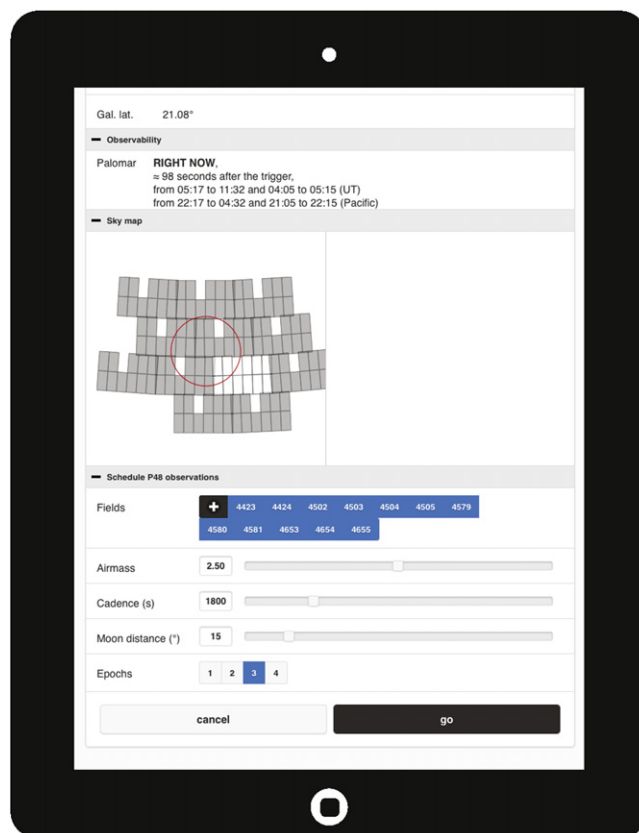 Gal. lat. 21.08°
Observability
Palomar RIGHT NOW,
≈ 98 seconds after the trigger,
from 05:17 to 11:32 and 04:05 to 05:15 (UT)
from 22:17 to 04:32 and 21:05 to 22:15 (Pacific)
Sky map
Schedule P48 observations
Fields 4423 4424 4502 4503 4504 4505 4579
4580 4581 4653 4654 4655
Airmass 2.50
Cadence (s) 1800
Moon distance (°) 15
Epochs 1 2 3 4
cancel go